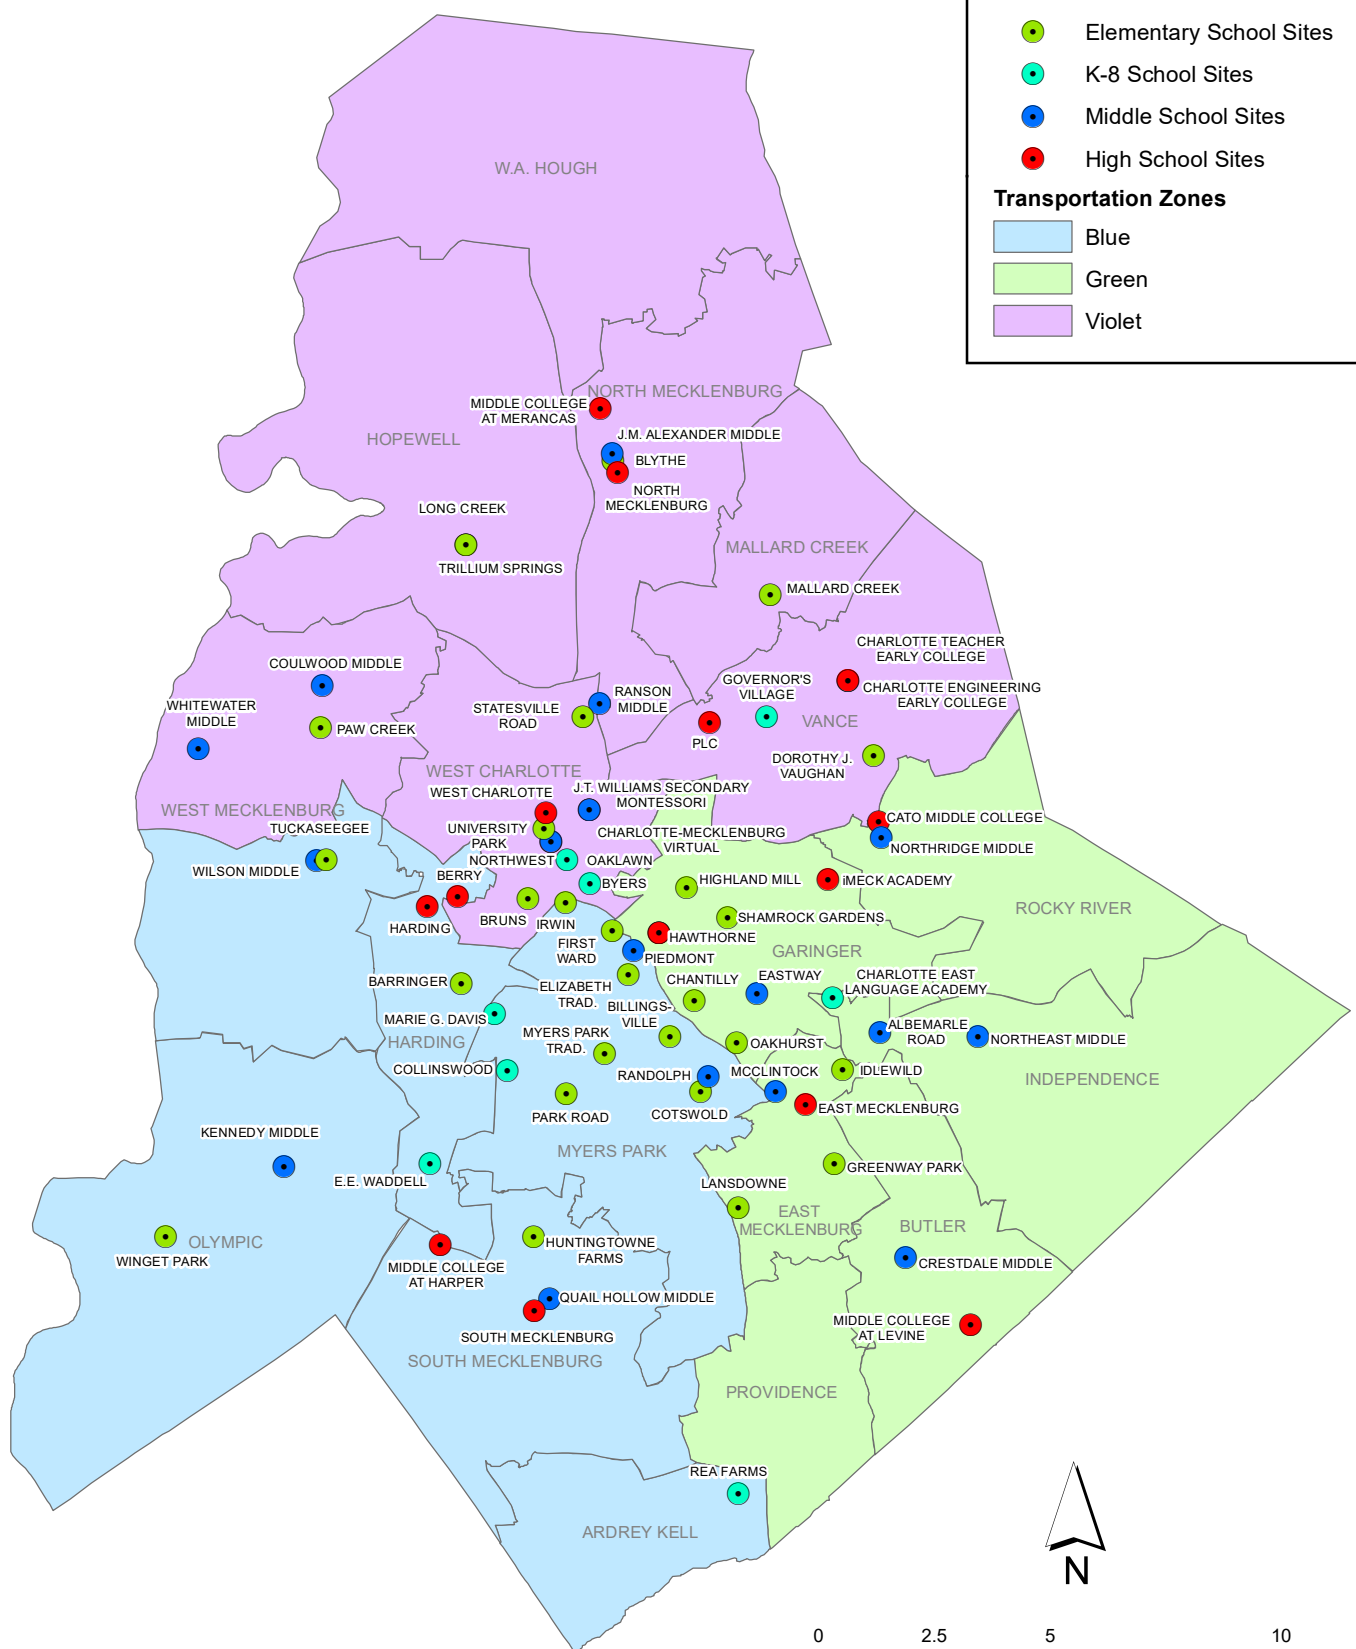 Elementary School Sites
K-8 School Sites
Middle School Sites
High School Sites
Transportation Zones
Blue
Green
Violet
W.A. HOUGH
NORTH MECKLENBURG
MIDDLE COLLEGE
AT MERANCAS
HOPEWELL
J.M. ALEXANDER MIDDLE
BLYTHE
NORTH
MECKLENBURG
LONG CREEK
TRILLIUM SPRINGS
MALLARD CREEK
MALLARD CREEK
CHARLOTTE TEACHER
EARLY COLLEGE
CHARLOTTE ENGINEERING
EARLY COLLEGE
COULWOOD MIDDLE
WHITEWATER
MIDDLE
PAW CREEK
RANSON
MIDDLE
STATESVILLE
ROAD
GOVERNOR'S
VILLAGE
VANCE
PLC
DOROTHY J.
VAUGHAN
WEST CHARLOTTE
WEST CHARLOTTE
J.T. WILLIAMS SECONDARY
MONTESSORI
WEST MECKLENBURG
TUCKASEEGEE
UNIVERSITY
PARK
CHARLOTTE-MECKLENBURG
VIRTUAL
CATO MIDDLE COLLEGE
NORTHRIDGE MIDDLE
WILSON MIDDLE
NORTHWEST
OAKLAWN
BERRY
BYERS
HIGHLAND MILL
iMECK ACADEMY
HARDING
BRUNS
IRWIN
SHAMROCK GARDENS
ROCKY RIVER
FIRST
WARD
HAWTHORNE
PIEDMONT
GARINGER
BARRINGER
ELIZABETH
TRAD.
CHANTILLY
EASTWAY
CHARLOTTE EAST
LANGUAGE ACADEMY
MARIE G. DAVIS
BILLINGS-
VILLE
HARDING
MYERS PARK
TRAD.
OAKHURST
ALBEMARLE
ROAD
NORTHEAST MIDDLE
COLLINSWOOD
RANDOLPH
MCCLINTOCK
IDLEWILD
INDEPENDENCE
PARK ROAD
COTSWOLD
EAST MECKLENBURG
KENNEDY MIDDLE
MYERS PARK
E.E. WADDELL
LANSDOWNE
GREENWAY PARK
EAST
MECKLENBURG
BUTLER
WINGET PARK
OLYMPIC
HUNTINGTOWNE
FARMS
MIDDLE COLLEGE
AT HARPER
CRESTDALE MIDDLE
QUAIL HOLLOW MIDDLE
SOUTH MECKLENBURG
MIDDLE COLLEGE
AT LEVINE
SOUTH MECKLENBURG
PROVIDENCE
REA FARMS
ARDREY KELL
N
0 2.5 5 10